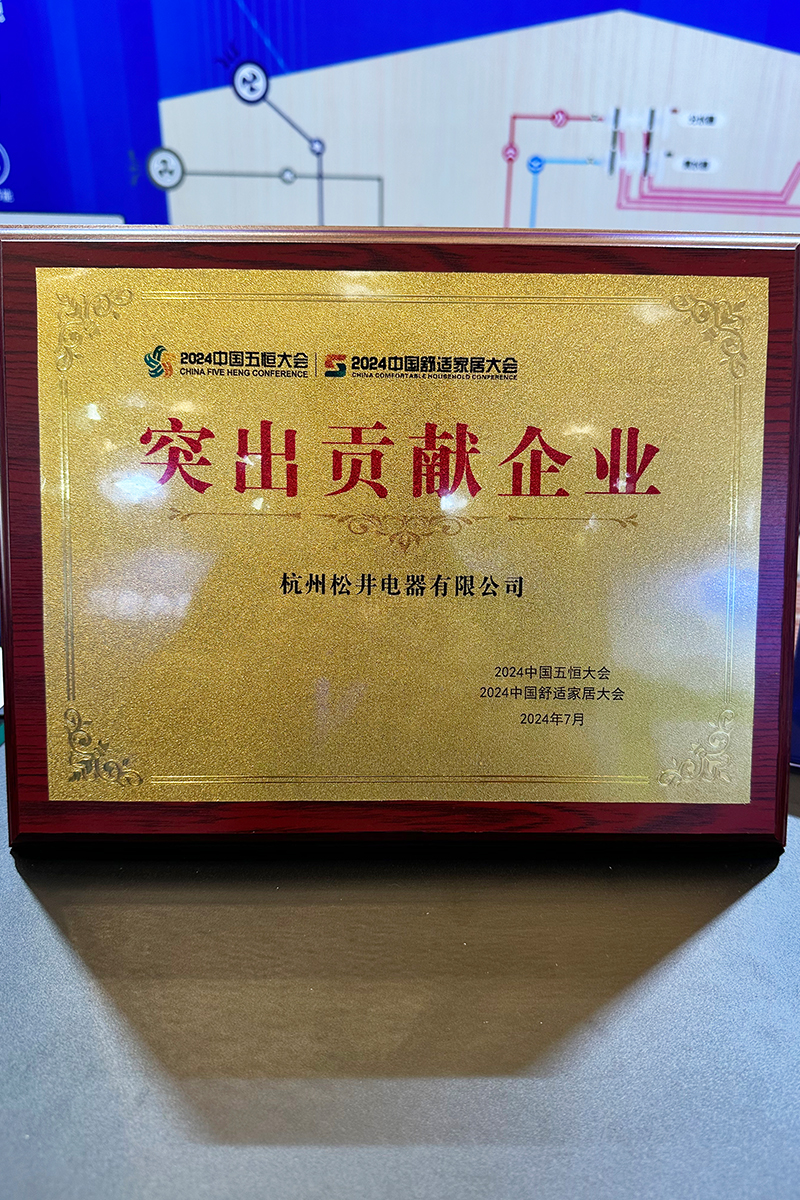 2024中国五恒大会
CHINA FIVE HENG CONFERENCE
2024中国舒适家居大会
CHINA COMFORTABLE HOUSEHOLD CONFERENCE
突出贡献企业
杭州松井电器有限公司
2024中国五恒大会
2024中国舒适家居大会
2024年7月